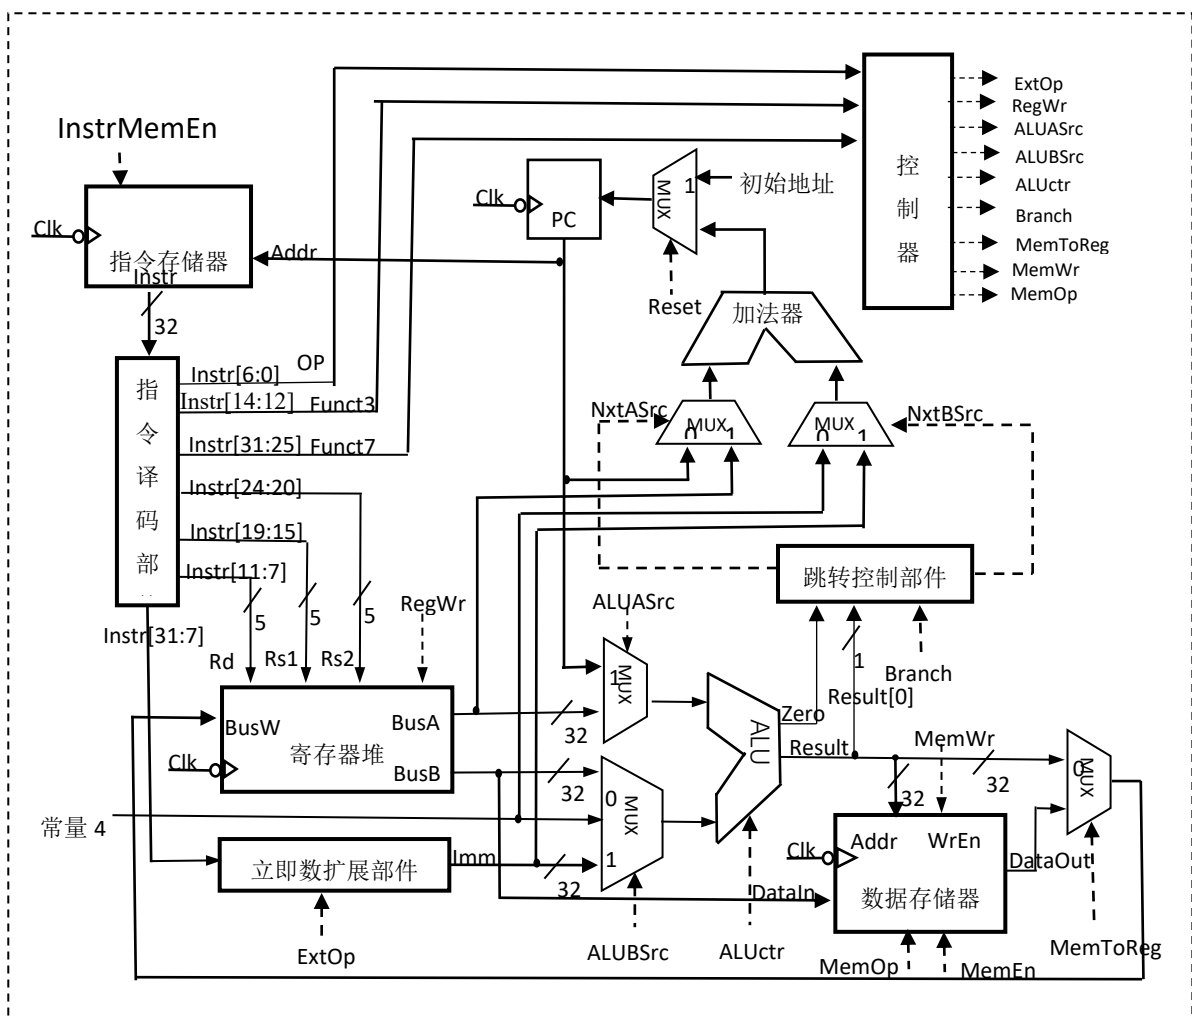 ExtOp
RegWr
ALUASrc
ALUBSrc
ALUctr
Branch
MemToReg
MemWr
MemOp
控
制
器
InstrMemEn
Clk
指令存储器
Addr
Instr
32
Clk
PC
MUX
1
初始地址
Reset
加法器
指
令
译
码
部
Instr[6:0]
OP
Instr[14:12]
Funct3
Instr[31:25]
Funct7
Instr[24:20]
Instr[19:15]
Instr[11:7]
Instr[31:7]
5
5
5
Rd
Rs1
Rs2
RegWr
NxtASrc
MUX
0
1
MUX
0
1
NxtBSrc
跳转控制部件
1
Branch
Result[0]
Zero
ALUASrc
1
MUX
32
BusW
BusA
寄存器堆
BusB
Clk
32
0
MUX
1
ALU
Result
MemWr
32
32
0
MUX
常量 4
立即数扩展部件
Imm
32
ExtOp
ALUBSrc
ALUctr
Clk
Addr
WrEn
DataOut
DataIn
数据存储器
MemOp
MemEn
MemToReg